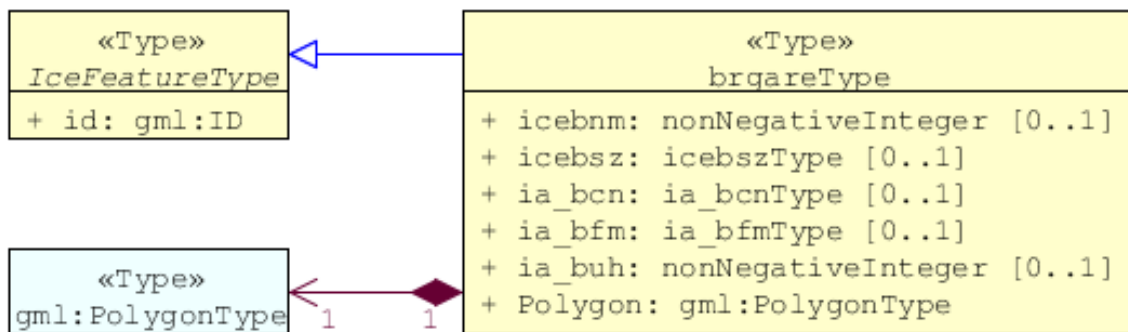 «Type»
IceFeatureType
+ id: gml:ID
«Type»
brgareType
+ icebnm: nonNegativeInteger [0..1]
+ icebsz: icebszType [0..1]
+ ia_bcn: ia_bcnType [0..1]
+ ia_bfm: ia_bfmType [0..1]
+ ia_buh: nonNegativeInteger [0..1]
+ Polygon: gml:PolygonType
«Type»
gml:PolygonType
1 1